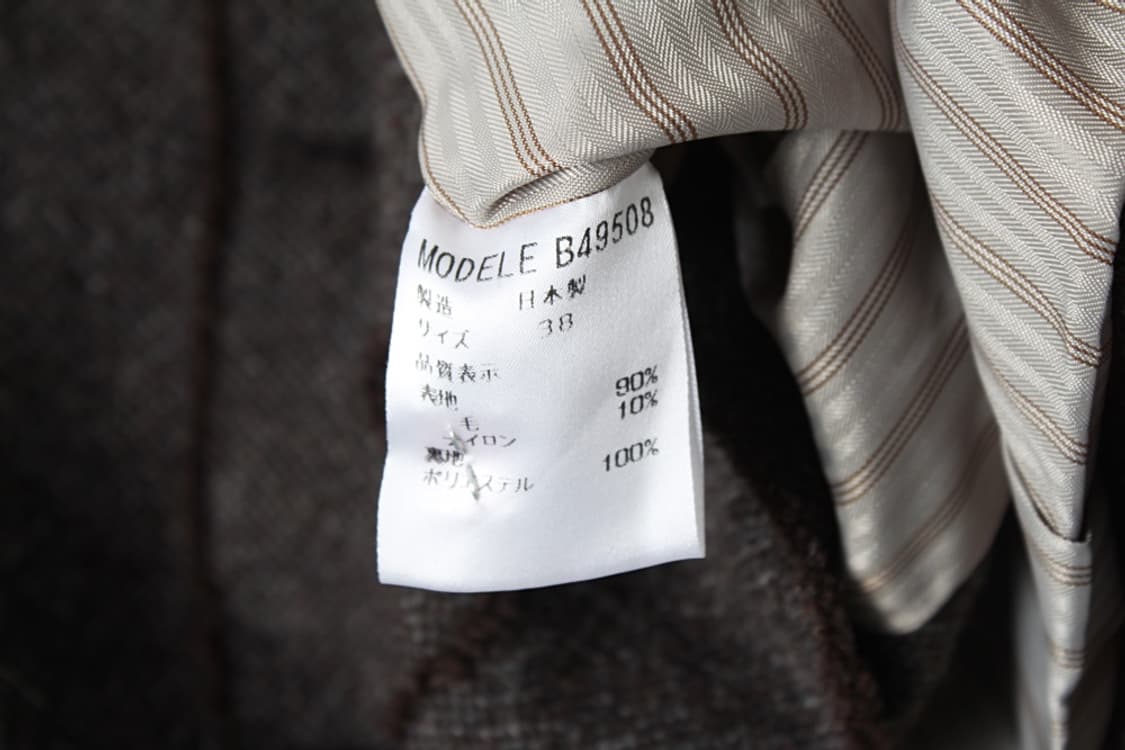 MODELE B49508
製造 日本製
サイズ 38
品質表示
表地 90%
毛 10%
ナイロン
裏地 100%
ポリエステル